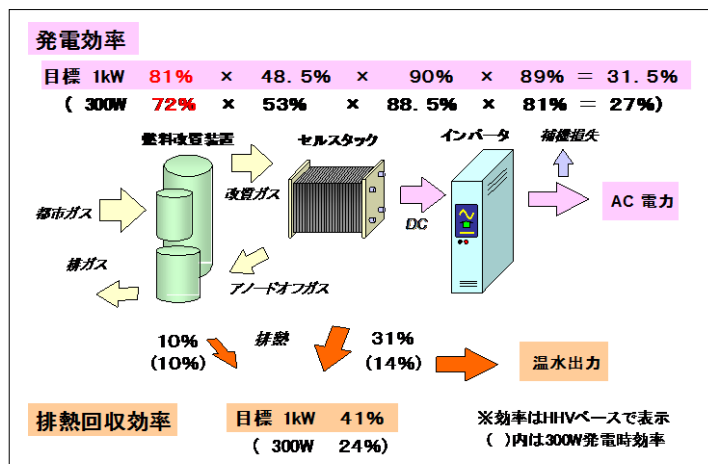 発電効率
目標 1kW 81% × 48.5% × 90% × 89% = 31.5%
( 300W 72% × 53% × 88.5% × 81% = 27%)
燃料改質装置 セルスタック インバータ 補機損失
都市ガス 改質ガス DC AC 電力
排ガス アノードオフガス
10% 排熱 31%
(10%) (14%) 温水出力
排熱回収効率 目標 1kW 41% ※効率はHHVベースで表示
( 300W 24%) ( )内は300W発電時効率